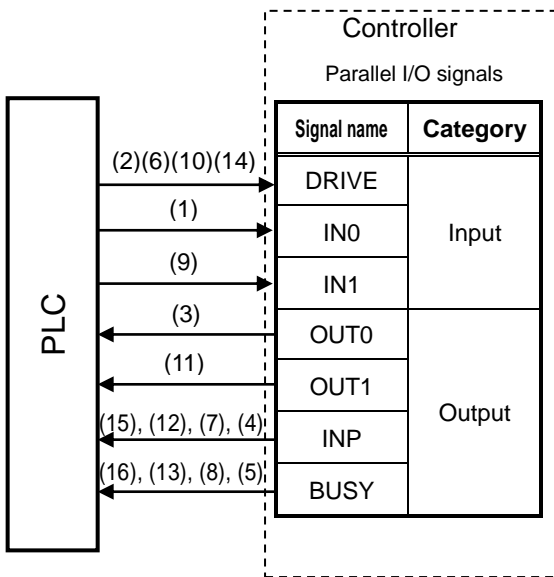 Controller
Parallel I/O signals
Signal name Category
(2)(6)(10)(14)
DRIVE
(1)
IN0 Input
(9)
IN1
PLC
(3)
OUT0
(11)
OUT1
Output
(15), (12), (7), (4)
INP
(16), (13), (8), (5)
BUSY